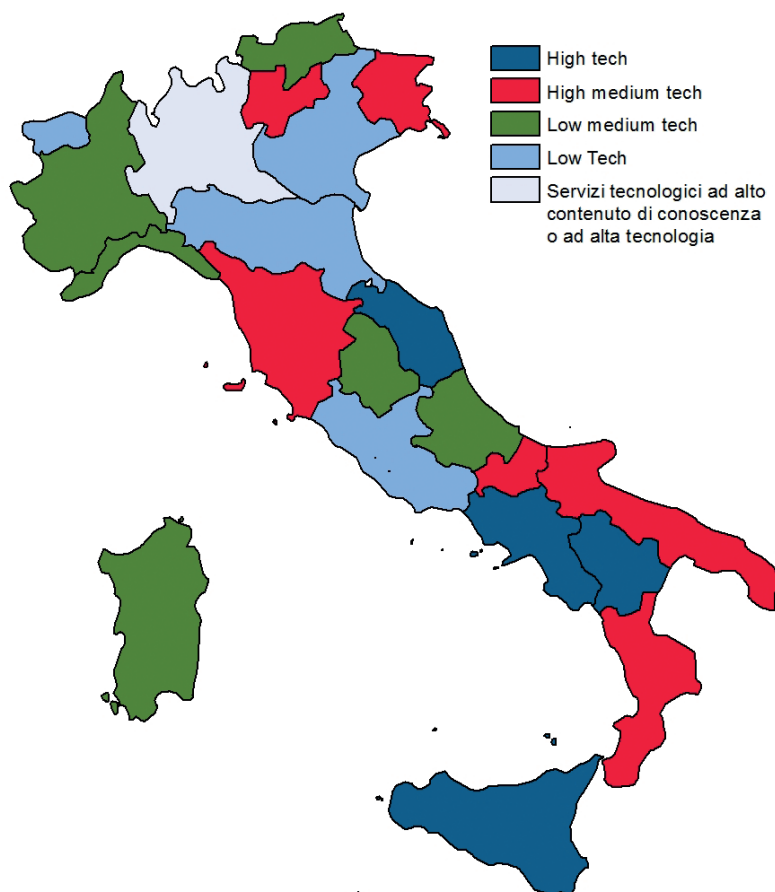 High tech
High medium tech
Low medium tech
Low Tech
Servizi tecnologici ad alto
contenuto di conoscenza
o ad alta tecnologia